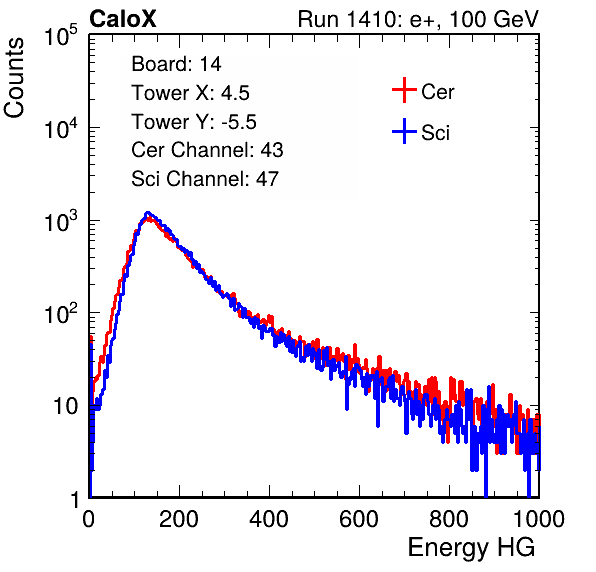 CaloX Run 1410: e+, 100 GeV
Counts
Board: 14
Tower X: 4.5
Tower Y: -5.5
Cer Channel: 43
Sci Channel: 47
Cer
Sci
10^5
10^4
10^3
10^2
10
1
0 200 400 600 800 1000
Energy HG